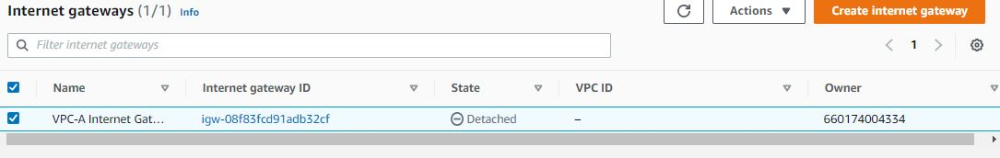 Internet gateways (1/1) Info
Actions
Create internet gateway
Filter internet gateways
1
Name Internet gateway ID State VPC ID Owner
VPC-A Internet Gat... igw-08f83fcd91adb32cf Detached – 660174004334